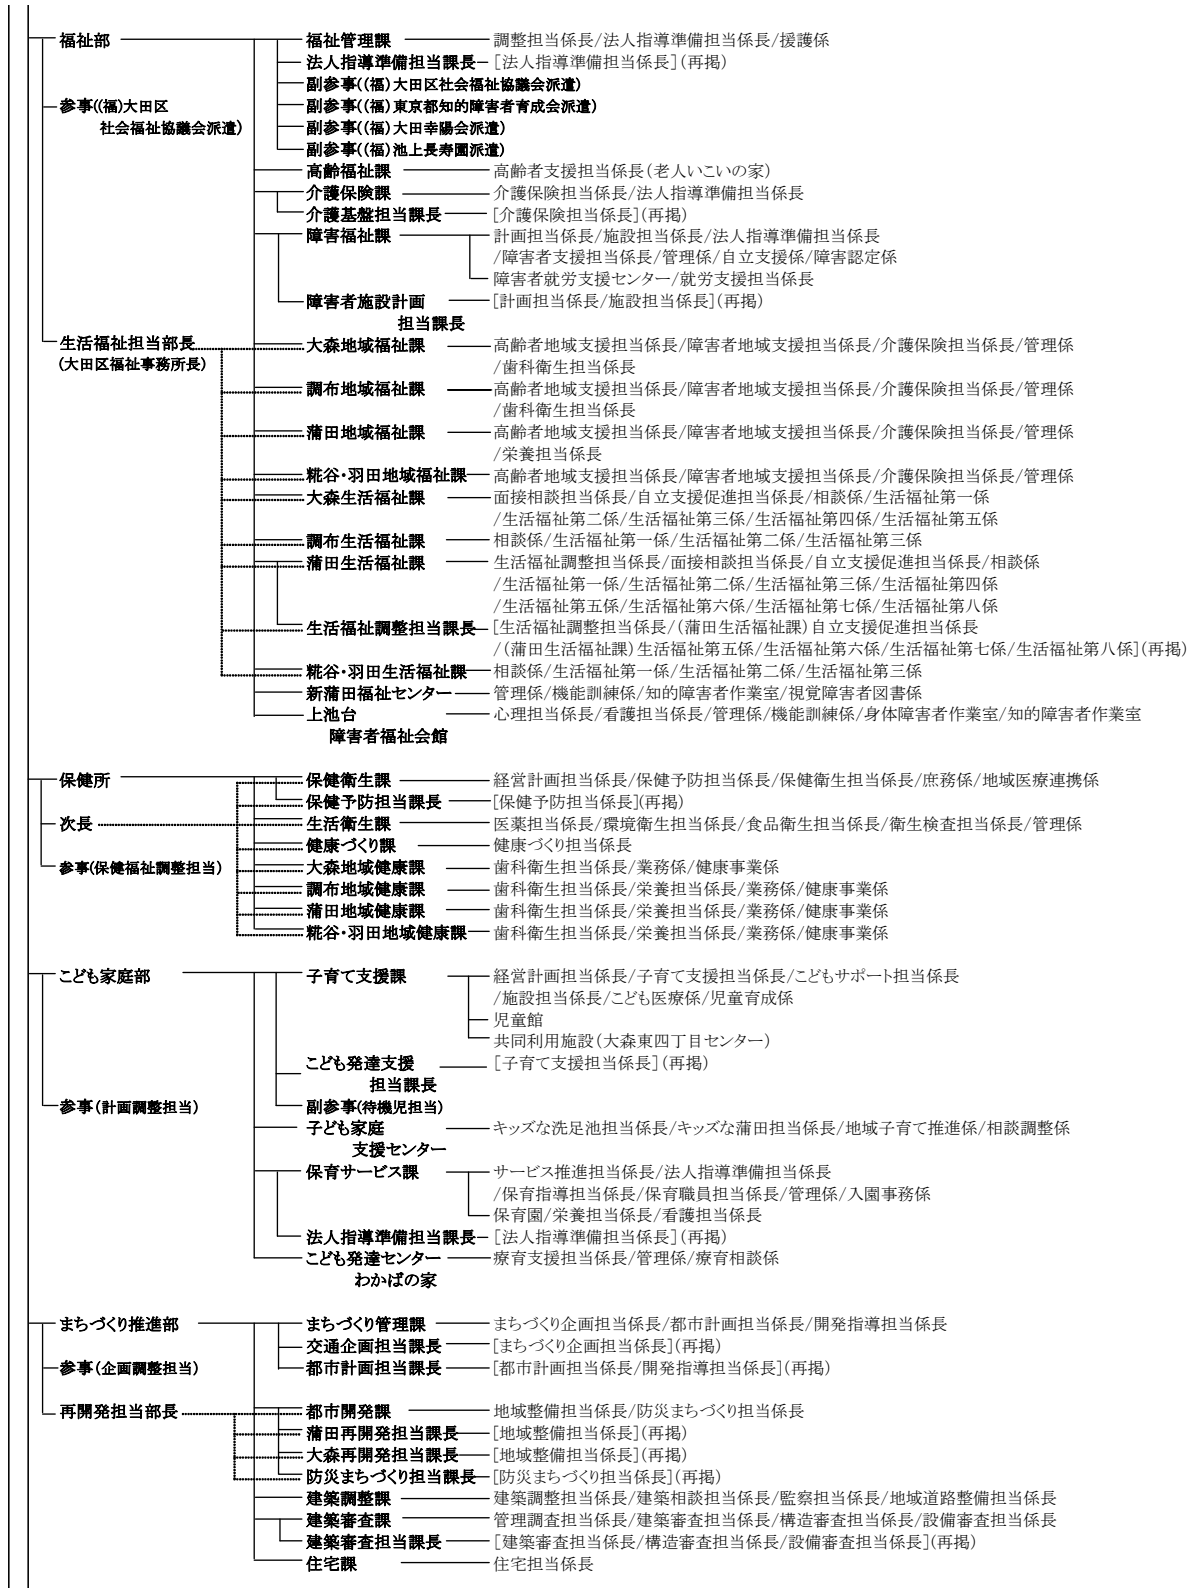 福祉部 福祉管理課 調整担当係長/法人指導準備担当係長/援護係
法人指導準備担当課長 [法人指導準備担当係長](再掲)
副参事((福)大田区社会福祉協議会派遣)
参事((福)大田区 副参事((福)東京都知的障害者育成会派遣)
社会福祉協議会派遣) 副参事((福)大田幸陽会派遣)
副参事((福)池上長寿園派遣)
高齢福祉課 高齢者支援担当係長(老人いこいの家)
介護保険課 介護保険担当係長/法人指導準備担当係長
介護基盤担当課長 [介護保険担当係長](再掲)
障害福祉課 計画担当係長/施設担当係長/法人指導準備担当係長
/障害者支援担当係長/管理係/自立支援係/障害認定係
障害者就労支援センター/就労支援担当係長
障害者施設計画 [計画担当係長/施設担当係長](再掲)
担当課長
生活福祉担当部長 大森地域福祉課 高齢者地域支援担当係長/障害者地域支援担当係長/介護保険担当係長/管理係
(大田区福祉事務所長) /歯科衛生担当係長
調布地域福祉課 高齢者地域支援担当係長/障害者地域支援担当係長/介護保険担当係長/管理係
/歯科衛生担当係長
蒲田地域福祉課 高齢者地域支援担当係長/障害者地域支援担当係長/介護保険担当係長/管理係
/栄養担当係長
糀谷・羽田地域福祉課 高齢者地域支援担当係長/障害者地域支援担当係長/介護保険担当係長/管理係
大森生活福祉課 面接相談担当係長/自立支援促進担当係長/相談係/生活福祉第一係
/生活福祉第二係/生活福祉第三係/生活福祉第四係/生活福祉第五係
調布生活福祉課 相談係/生活福祉第一係/生活福祉第二係/生活福祉第三係
蒲田生活福祉課 生活福祉調整担当係長/面接相談担当係長/自立支援促進担当係長/相談係
/生活福祉第一係/生活福祉第二係/生活福祉第三係/生活福祉第四係
/生活福祉第五係/生活福祉第六係/生活福祉第七係/生活福祉第八係
生活福祉調整担当課長 [生活福祉調整担当係長/(蒲田生活福祉課)自立支援促進担当係長
/(蒲田生活福祉課)生活福祉第五係/生活福祉第六係/生活福祉第七係/生活福祉第八係](再掲)
糀谷・羽田生活福祉課 相談係/生活福祉第一係/生活福祉第二係/生活福祉第三係
新蒲田福祉センター 管理係/機能訓練係/知的障害者作業室/視覚障害者図書係
上池台 心理担当係長/看護担当係長/管理係/機能訓練係/身体障害者作業室/知的障害者作業室
障害者福祉会館
保健所 保健衛生課 経営計画担当係長/保健予防担当係長/保健衛生担当係長/庶務係/地域医療連携係
保健予防担当課長 [保健予防担当係長](再掲)
次長 生活衛生課 医薬担当係長/環境衛生担当係長/食品衛生担当係長/衛生検査担当係長/管理係
健康づくり課 健康づくり担当係長
参事(保健福祉調整担当) 大森地域健康課 歯科衛生担当係長/業務係/健康事業係
調布地域健康課 歯科衛生担当係長/栄養担当係長/業務係/健康事業係
蒲田地域健康課 歯科衛生担当係長/栄養担当係長/業務係/健康事業係
糀谷・羽田地域健康課 歯科衛生担当係長/栄養担当係長/業務係/健康事業係
こども家庭部 子育て支援課 経営計画担当係長/子育て支援担当係長/こどもサポート担当係長
/施設担当係長/こども医療係/児童育成係
児童館
共同利用施設(大森東四丁目センター)
こども発達支援 [子育て支援担当係長](再掲)
担当課長
参事(計画調整担当) 副参事(待機児担当)
子ども家庭 キッズな洗足池担当係長/キッズな蒲田担当係長/地域子育て推進係/相談調整係
支援センター
保育サービス課 サービス推進担当係長/法人指導準備担当係長
/保育指導担当係長/保育職員担当係長/管理係/入園事務係
保育園/栄養担当係長/看護担当係長
法人指導準備担当課長 [法人指導準備担当係長](再掲)
こども発達センター 療育支援担当係長/管理係/療育相談係
わかばの家
まちづくり推進部 まちづくり管理課 まちづくり企画担当係長/都市計画担当係長/開発指導担当係長
交通企画担当課長 [まちづくり企画担当係長](再掲)
参事(企画調整担当) 都市計画担当課長 [都市計画担当係長/開発指導担当係長](再掲)
再開発担当部長 都市開発課 地域整備担当係長/防災まちづくり担当係長
蒲田再開発担当課長 [地域整備担当係長](再掲)
大森再開発担当課長 [地域整備担当係長](再掲)
防災まちづくり担当課長 [防災まちづくり担当係長](再掲)
建築調整課 建築調整担当係長/建築相談担当係長/監察担当係長/地域道路整備担当係長
建築審査課 管理調査担当係長/建築審査担当係長/構造審査担当係長/設備審査担当係長
建築審査担当課長 [建築審査担当係長/構造審査担当係長/設備審査担当係長](再掲)
住宅課 住宅担当係長